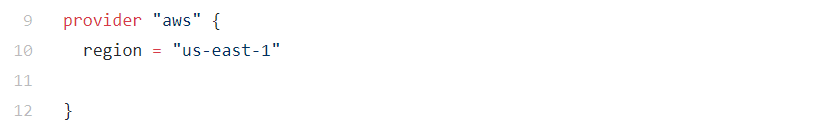 9 provider "aws" {
10 region = "us-east-1"
11
12 }